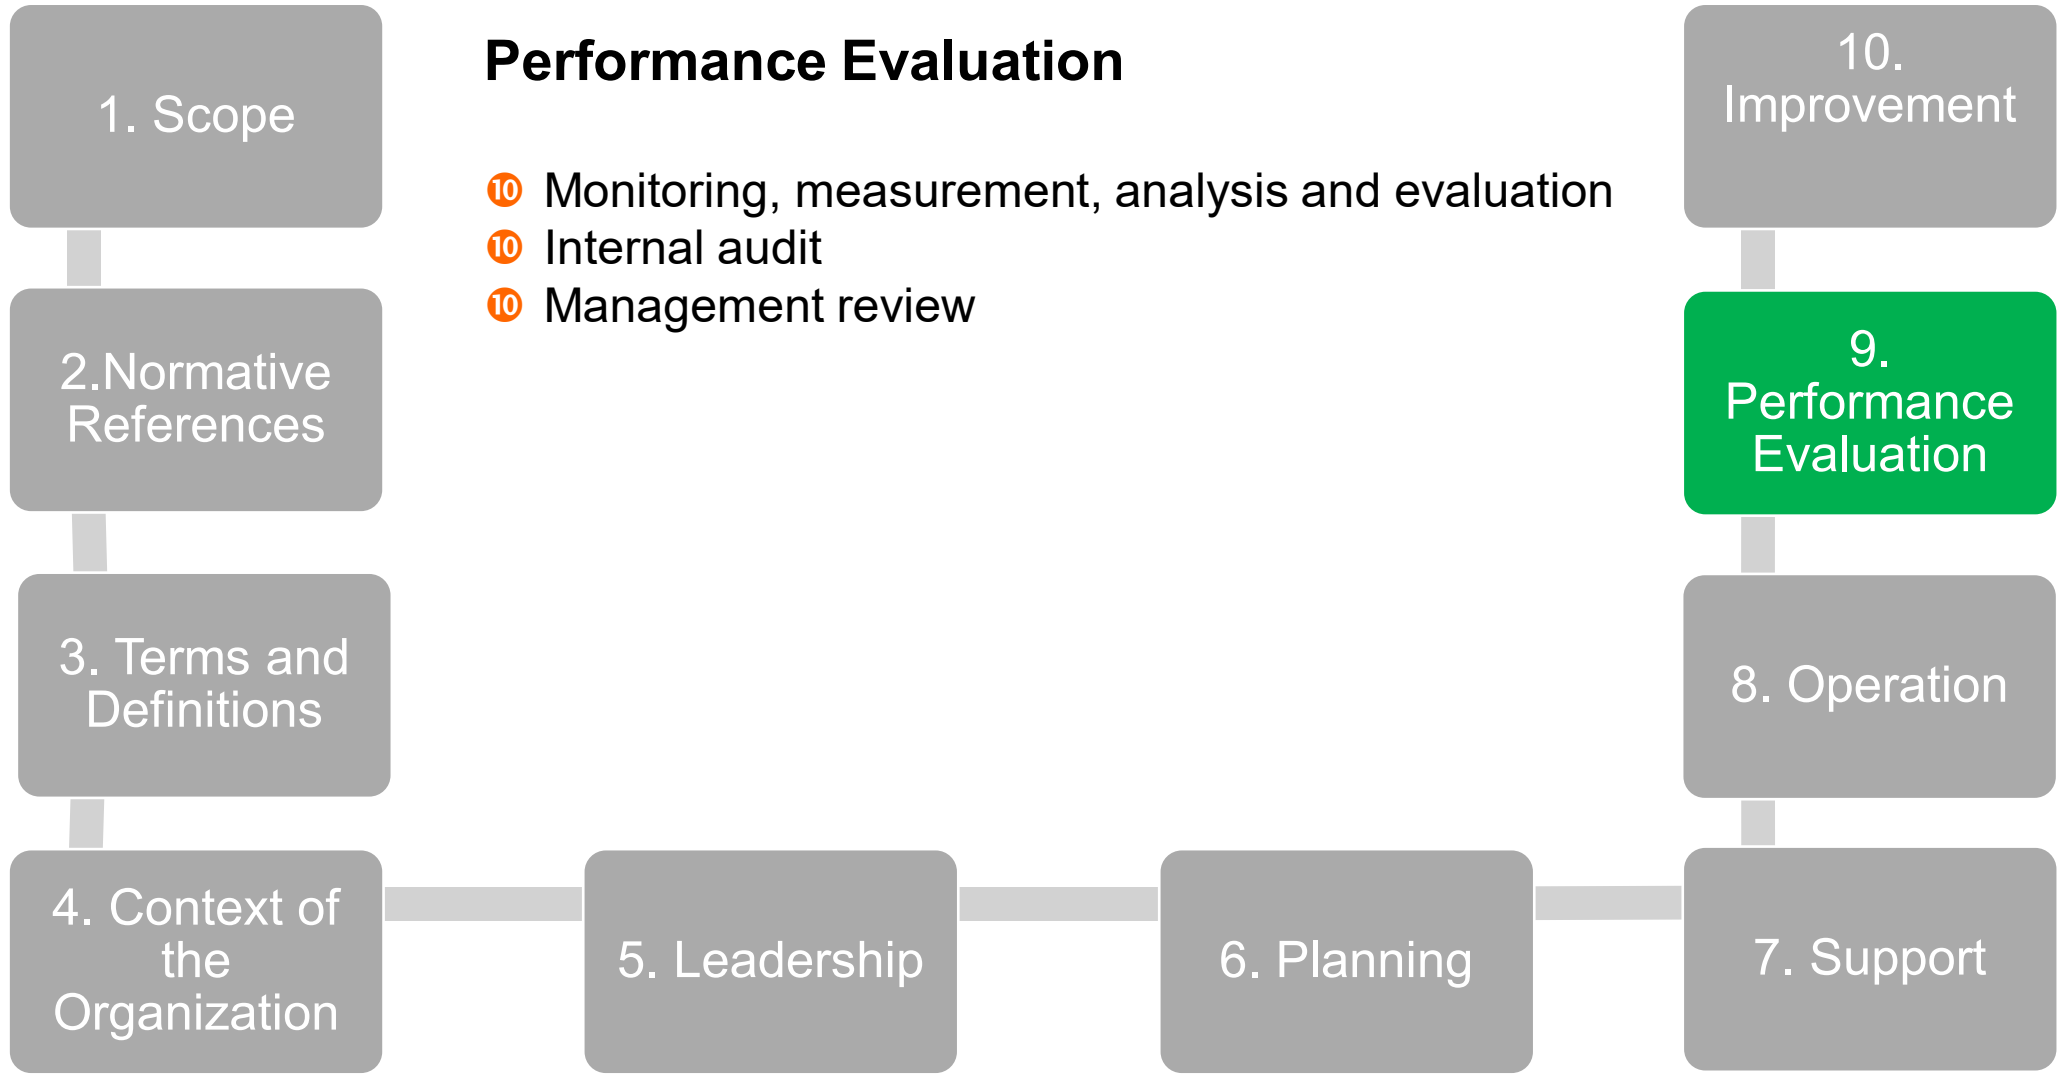 1. Scope
2.Normative
References
3. Terms and
Definitions
4. Context of
the
Organization
5. Leadership
6. Planning
7. Support
8. Operation
9.
Performance
Evaluation
10.
Improvement
Performance Evaluation
❿ Monitoring, measurement, analysis and evaluation
❿ Internal audit
❿ Management review